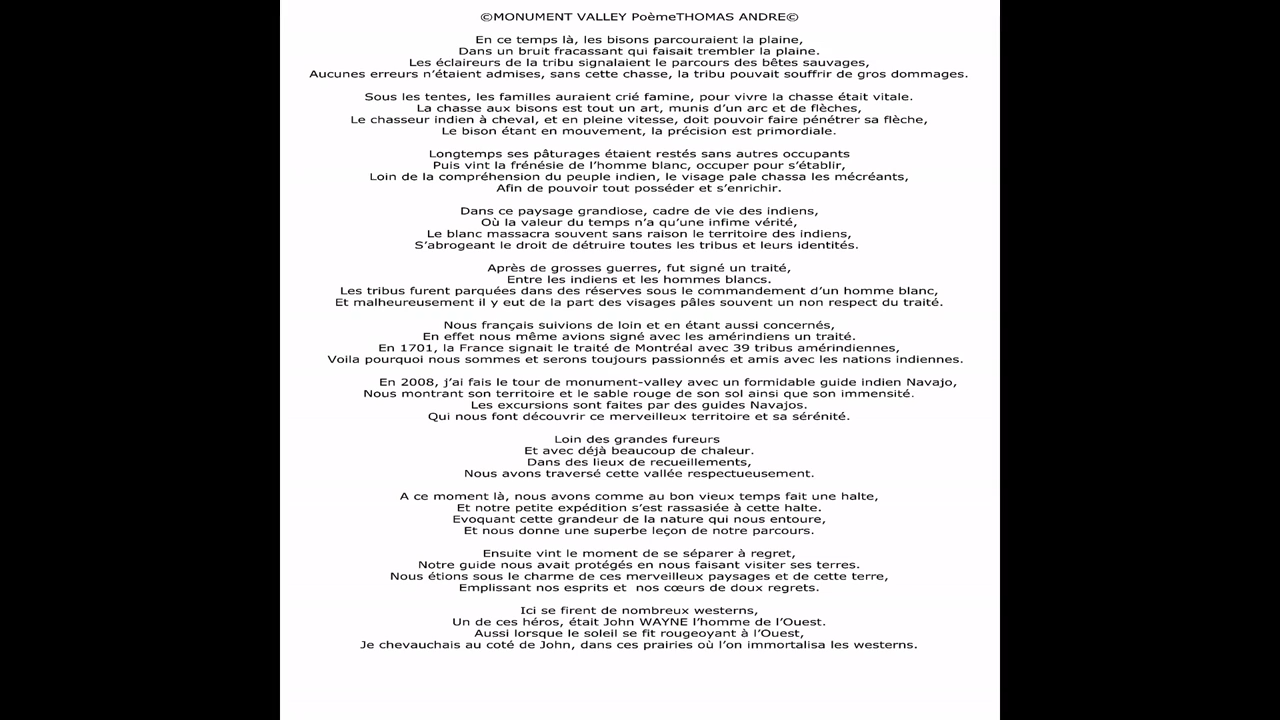 ©MONUMENT VALLEY PoèmeTHOMAS ANDRE©
En ce temps là, les bisons parcouraient la plaine,
Dans un bruit fracassant qui faisait trembler la plaine.
Les éclaireurs de la tribu signalaient le parcours des bêtes sauvages,
Aucunes erreurs n'étaient admises, sans cette chasse, la tribu pouvait souffrir de gros dommages.
Sous les tentes, les familles auraient crié famine, pour vivre la chasse était vitale.
La chasse aux bisons est tout un art, munis d'un arc et de flèches,
Le chasseur indien à cheval, et en pleine vitesse, doit pouvoir faire pénétrer sa flèche,
Le bison étant en mouvement, la précision est primordiale.
Longtemps ses pâturages étaient restés sans autres occupants
Puis vint la frénésie de l'homme blanc, occuper pour s'établir,
Loin de la compréhension du peuple indien, le visage pale chassa les mécréants,
Afin de pouvoir tout posséder et s'enrichir.
Dans ce paysage grandiose, cadre de vie des indiens,
Où la valeur du temps n'a qu'une infime vérité,
Le blanc massacra souvent sans raison le territoire des indiens,
S'abrogeant le droit de détruire toutes les tribus et leurs identités.
Après de grosses guerres, fut signé un traité,
Entre les indiens et les hommes blancs.
Les tribus furent parquées dans des réserves sous le commandement d'un homme blanc,
Et malheureusement il y eut de la part des visages pâles souvent un non respect du traité.
Nous français suivions de loin et en étant aussi concernés,
En effet nous même avions signé avec les amérindiens un traité.
En 1701, la France signait le traité de Montréal avec 39 tribus amérindiennes,
Voila pourquoi nous sommes et serons toujours passionnés et amis avec les nations indiennes.
En 2008, j'ai fais le tour de monument-valley avec un formidable guide indien Navajo,
Nous montrant son territoire et le sable rouge de son sol ainsi que son immensité.
Les excursions sont faites par des guides Navajos.
Qui nous font découvrir ce merveilleux territoire et sa sérénité.
Loin des grandes fureurs
Et avec déjà beaucoup de chaleur.
Dans des lieux de recueillements,
Nous avons traversé cette vallée respectueusement.
A ce moment là, nous avons comme au bon vieux temps fait une halte,
Et notre petite expédition s'est rassasiée à cette halte.
Evoquant cette grandeur de la nature qui nous entoure,
Et nous donne une superbe leçon de notre parcours.
Ensuite vint le moment de se séparer à regret,
Notre guide nous avait protégés en nous faisant visiter ses terres.
Nous étions sous le charme de ces merveilleux paysages et de cette terre,
Emplissant nos esprits et  nos cœurs de doux regrets.
Ici se firent de nombreux westerns,
Un de ces héros, était John WAYNE l'homme de l'Ouest.
Aussi lorsque le soleil se fit rougeoyant à l'Ouest,
Je chevauchais au coté de John, dans ces prairies où l'on immortalisa les westerns.